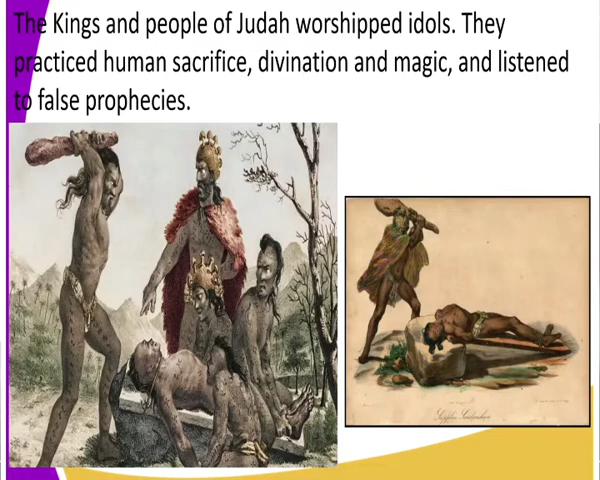 The Kings and people of Judah worshipped idols. They
practiced human sacrifice, divination and magic, and listened
to false prophecies.